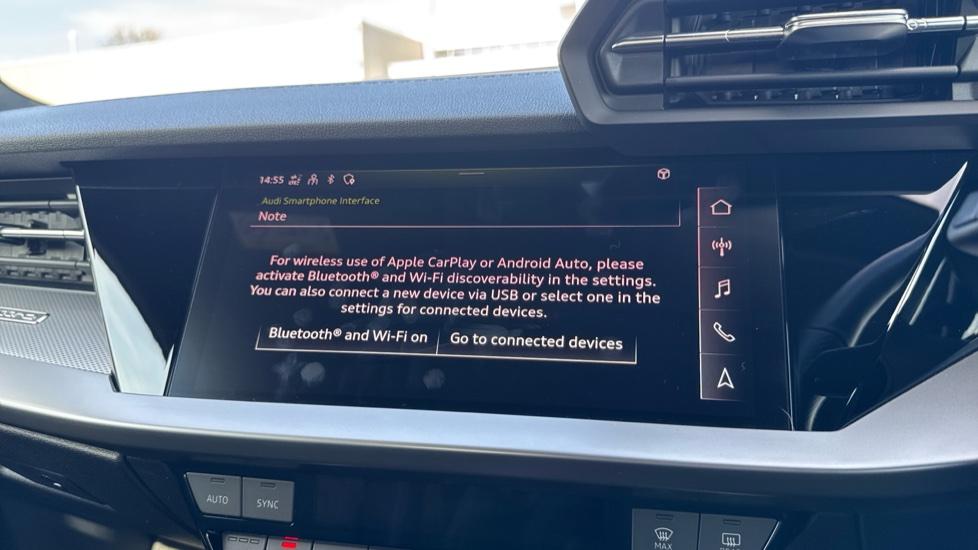 14:55
Audi Smartphone Interface
Note
For wireless use of Apple CarPlay or Android Auto, please
activate Bluetooth® and Wi-Fi discoverability in the settings.
You can also connect a new device via USB or select one in the
settings for connected devices.
Bluetooth® and Wi-Fi on
Go to connected devices
AUTO
SYNC
MAX